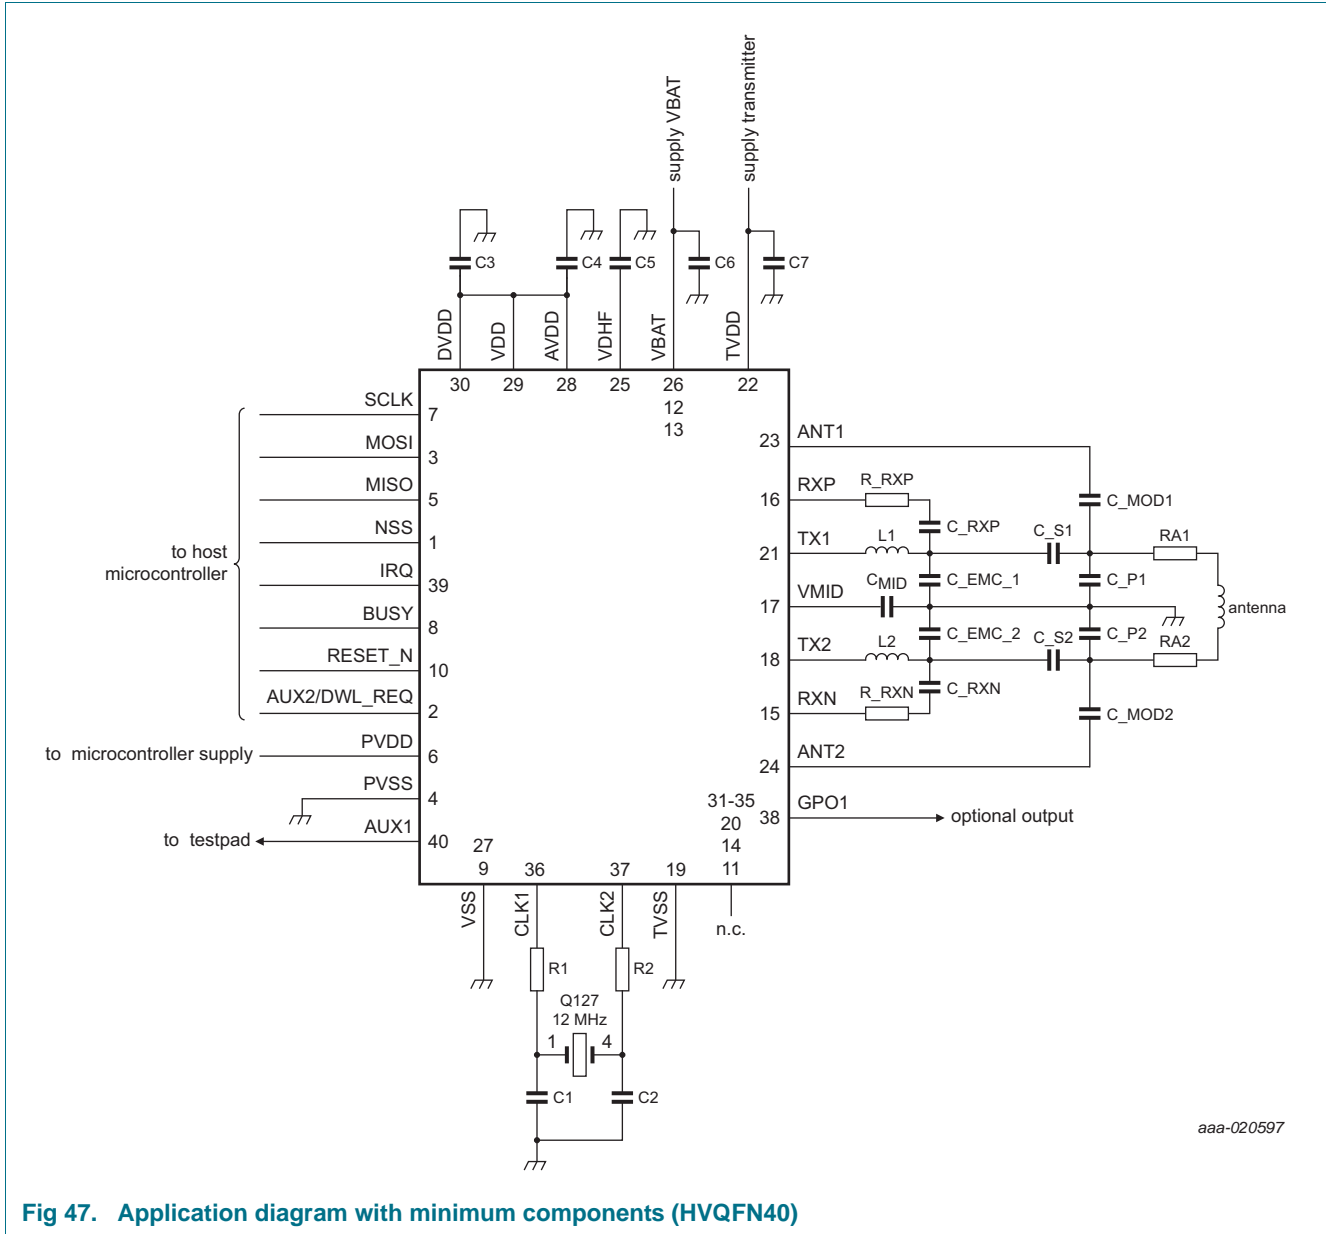 supply VBAT
supply transmitter
C3
C4
C5
C6
C7
DVDD
VDD
AVDD
VDHF
VBAT
TVDD
30
29
28
25
26
12
13
22
to host
microcontroller
SCLK
7
MOSI
3
MISO
5
NSS
1
IRQ
39
BUSY
8
RESET_N
10
AUX2/DWL_REQ
2
to microcontroller supply
PVDD
6
PVSS
4
to testpad
AUX1
40
23
ANT1
16
RXP
R_RXP
C_RXP
C_MOD1
21
TX1
L1
C_S1
RA1
17
VMID
CMID
C_EMC_1
C_P1
antenna
C_EMC_2
C_P2
18
TX2
L2
C_S2
RA2
15
RXN
R_RXN
C_RXN
C_MOD2
24
ANT2
38
GPO1
optional output
31-35
20
14
11
27
9
36
37
19
VSS
CLK1
CLK2
TVSS
n.c.
R1
R2
Q127
12 MHz
1
4
C1
C2
aaa-020597
Fig 47. Application diagram with minimum components (HVQFN40)